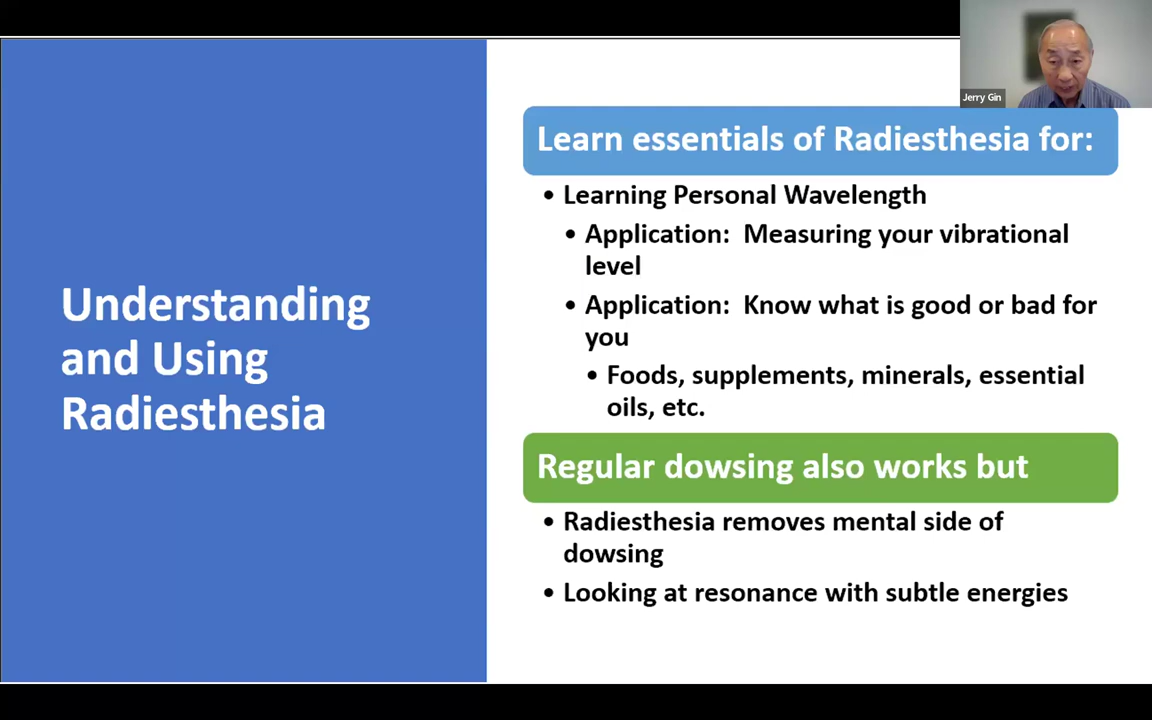 Jerry Gin
Understanding
and Using
Radiesthesia
Learn essentials of Radiesthesia for:
• Learning Personal Wavelength
• Application: Measuring your vibrational
level
• Application: Know what is good or bad for
you
• Foods, supplements, minerals, essential
oils, etc.
Regular dowsing also works but
• Radiesthesia removes mental side of
dowsing
• Looking at resonance with subtle energies